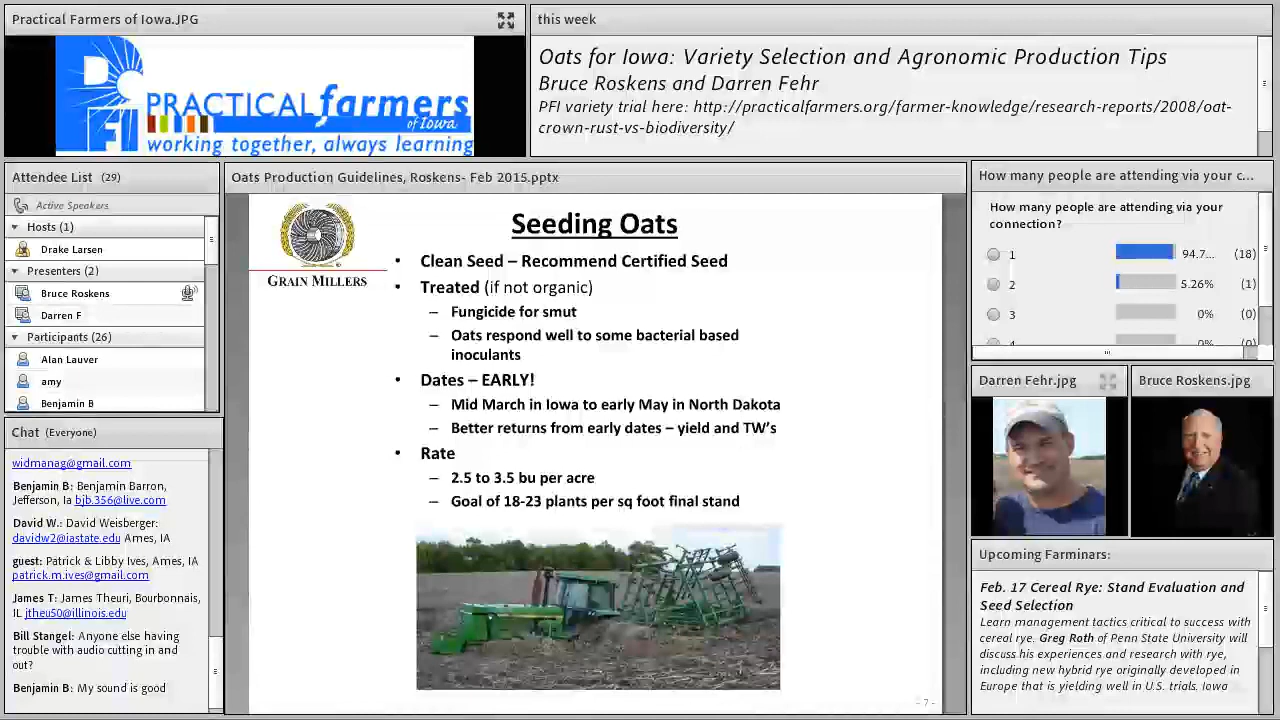 Practical Farmers of Iowa.JPG
PFI
PRACTICAL farmers
of Iowa
working together, always learning
this week
Oats for Iowa: Variety Selection and Agronomic Production Tips
Bruce Roskens and Darren Fehr
PFI variety trial here: http://practicalfarmers.org/farmer-knowledge/research-reports/2008/oat-
crown-rust-vs-biodiversity/
Attendee List (29)
Active Speakers
Hosts (1)
Drake Larsen
Presenters (2)
Bruce Roskens
Darren F
Participants (26)
Alan Lauver
amy
Benjamin B
Chat (Everyone)
widmanag@gmail.com
Benjamin B: Benjamin Barron,
Jefferson, Ia bjb.356@live.com
David W.: David Weisberger:
davidw2@iastate.edu Ames, IA
guest: Patrick & Libby Ives, Ames, IA
patrick.m.ives@gmail.com
James T: James Theuri, Bourbonnais,
IL jtheu50@illinois.edu
Bill Stangel: Anyone else having
trouble with audio cutting in and
out?
Benjamin B: My sound is good
Oats Production Guidelines, Roskens- Feb 2015.pptx
GRAIN MILLERS
Seeding Oats
• Clean Seed – Recommend Certified Seed
• Treated (if not organic)
– Fungicide for smut
– Oats respond well to some bacterial based
inoculants
• Dates – EARLY!
– Mid March in Iowa to early May in North Dakota
– Better returns from early dates – yield and TW's
• Rate
– 2.5 to 3.5 bu per acre
– Goal of 18-23 plants per sq foot final stand
- 7 -
How many people are attending via your c...
How many people are attending via your
connection?
1 94.7... (18)
2 5.26% (1)
3 0% (0)
4 0% (0)
Darren Fehr.jpg
Bruce Roskens.jpg
Upcoming Farminars:
Feb. 17 Cereal Rye: Stand Evaluation and
Seed Selection
Learn management tactics critical to success with
cereal rye. Greg Roth of Penn State University will
discuss his experiences and research with rye,
including new hybrid rye originally developed in
Europe that is yielding well in U.S. trials. Iowa